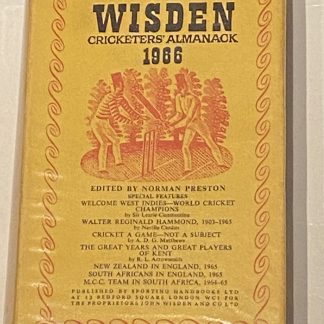 WISDEN
CRICKETERS' ALMANACK
1966
EDITED BY NORMAN PRESTON
SPECIAL FEATURES
WELCOME WEST INDIES—WORLD CRICKET
CHAMPIONS
by Sir Learie Constantine
WALTER REGINALD HAMMOND, 1903-1965
by Neville Cardus
CRICKET A GAME—NOT A SUBJECT
by A. D. G. Matthews
THE GREAT YEARS AND GREAT PLAYERS
OF KENT
by R. L. Arrowsmith
NEW ZEALAND IN ENGLAND, 1965
SOUTH AFRICANS IN ENGLAND, 1965
M.C.C. TEAM IN SOUTH AFRICA, 1964-65
PUBLISHED BY SPORTING HANDBOOKS LTD
AT 13 BEDFORD SQUARE LONDON WC1 FOR
THE PROPRIETORS JOHN WISDEN AND CO LTD